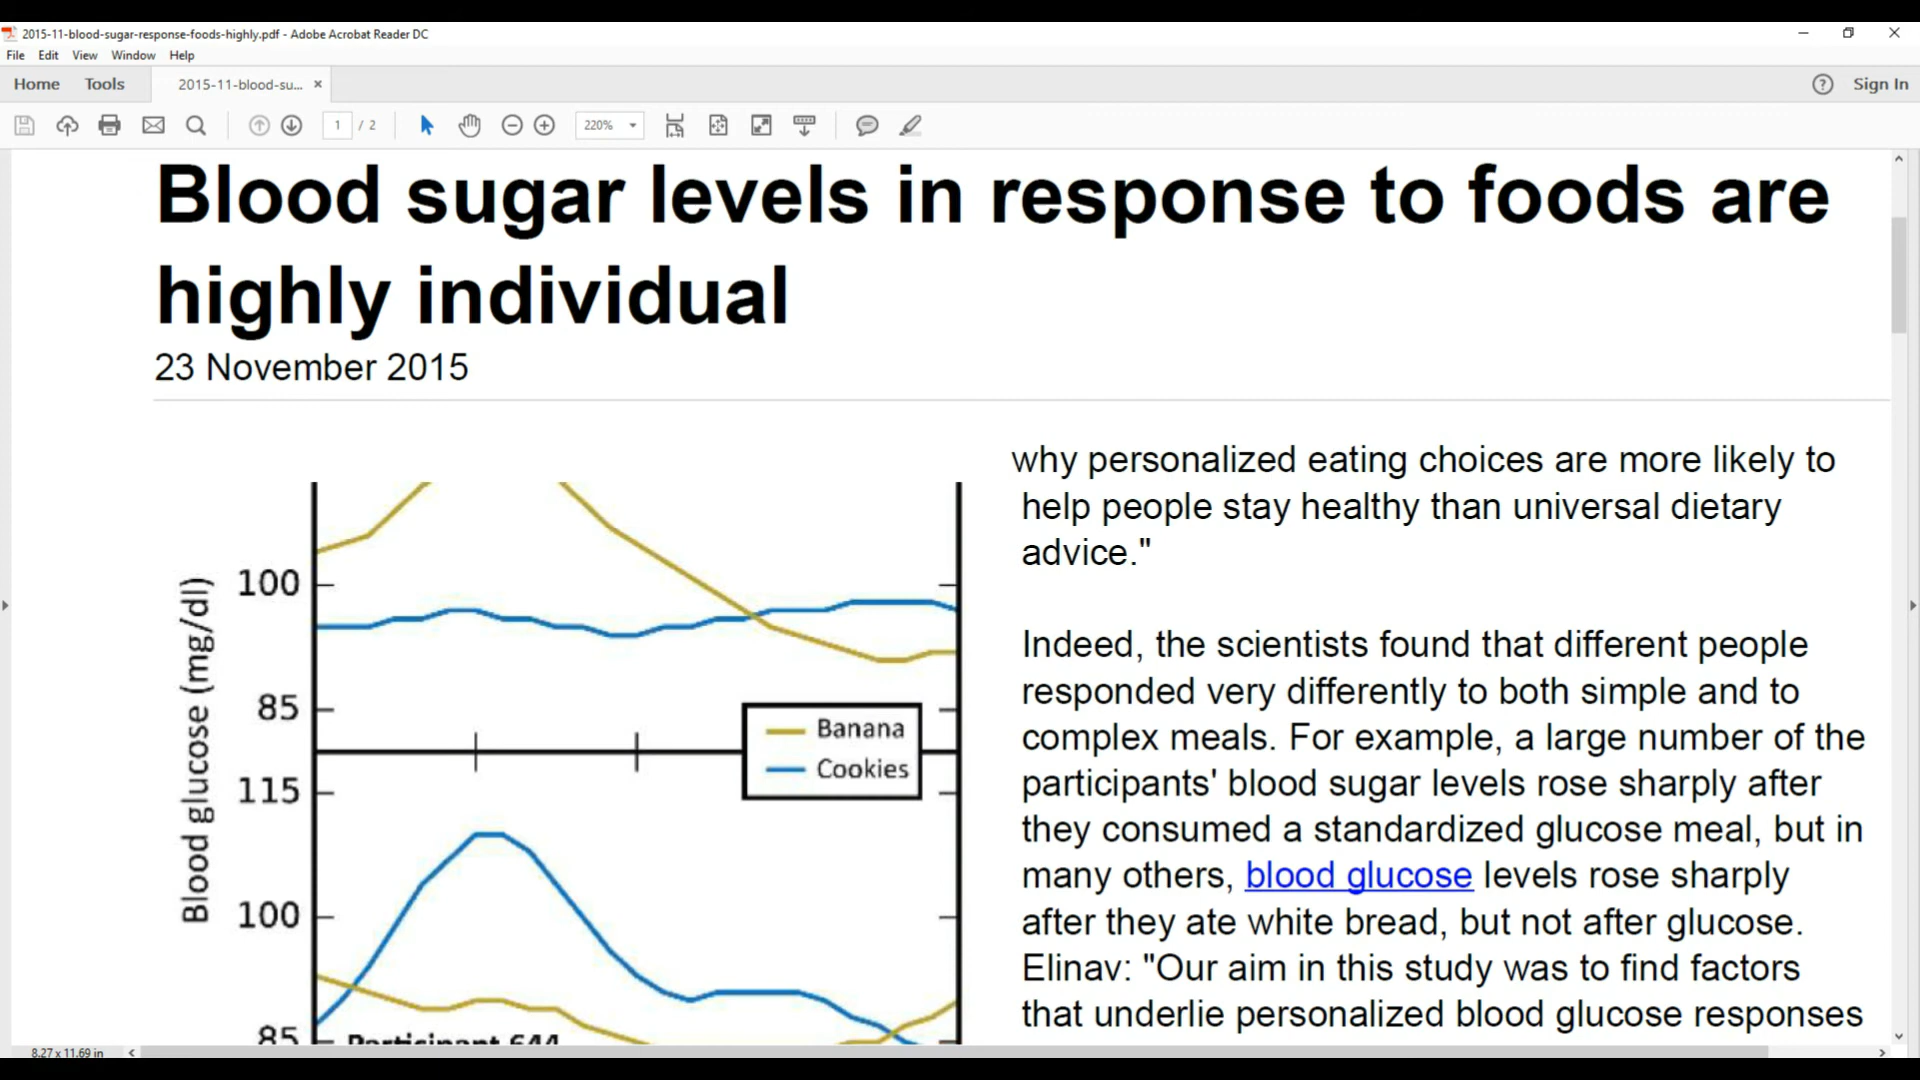 2015-11-blood-sugar-response-foods-highly.pdf - Adobe Acrobat Reader DC
File Edit View Window Help
Home Tools 2015-11-blood-su... × ? Sign In
1 / 2 220%
Blood sugar levels in response to foods are
highly individual
23 November 2015
Blood glucose (mg/dl)
100
85
Banana
Cookies
115
100
85
Participant 644
why personalized eating choices are more likely to
help people stay healthy than universal dietary
advice."
Indeed, the scientists found that different people
responded very differently to both simple and to
complex meals. For example, a large number of the
participants' blood sugar levels rose sharply after
they consumed a standardized glucose meal, but in
many others, blood glucose levels rose sharply
after they ate white bread, but not after glucose.
Elinav: "Our aim in this study was to find factors
that underlie personalized blood glucose responses
8.27 x 11.69 in